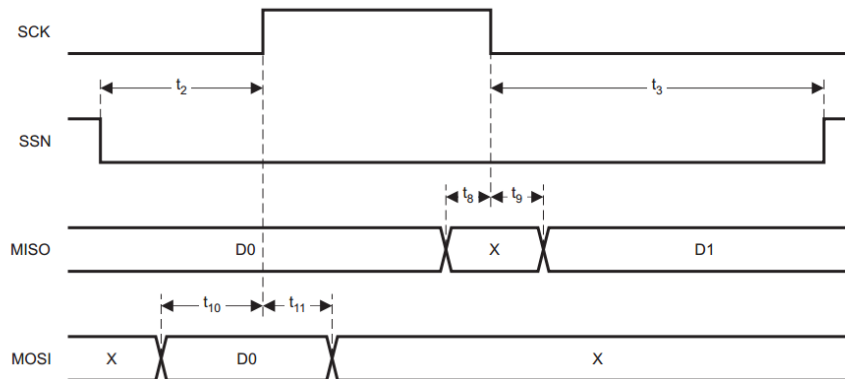 SCK
t2 t3
SSN
t8 t9
MISO D0 X D1
t10 t11
MOSI X D0 X